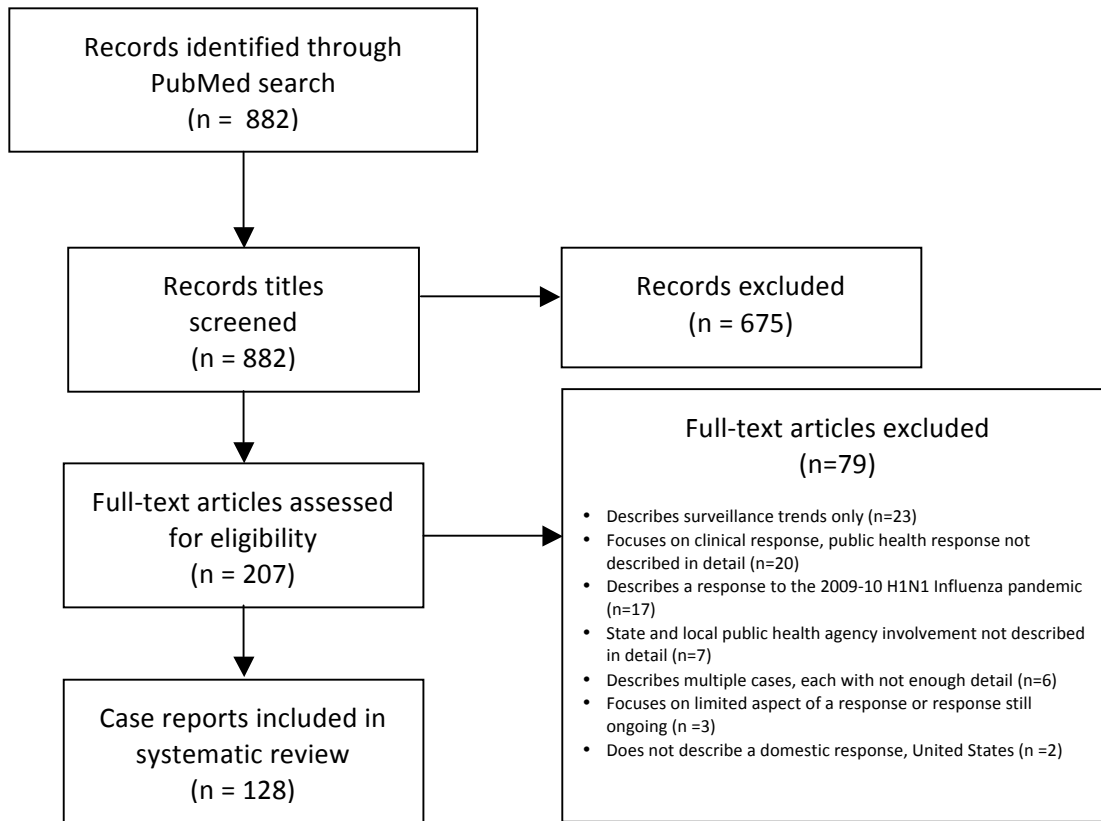 Records identified through
PubMed search
(n =  882)
Records titles
screened
(n = 882)
Records excluded
(n = 675)
Full-text articles assessed
for eligibility
(n = 207)
Full-text articles excluded
(n=79)
• Describes surveillance trends only (n=23)
• Focuses on clinical response, public health response not
described in detail (n=20)
• Describes a response to the 2009-10 H1N1 Influenza pandemic
(n=17)
• State and local public health agency involvement not described
in detail (n=7)
• Describes multiple cases, each with not enough detail (n=6)
• Focuses on limited aspect of a response or response still
ongoing (n =3)
• Does not describe a domestic response, United States (n =2)
Case reports included in
systematic review
(n = 128)